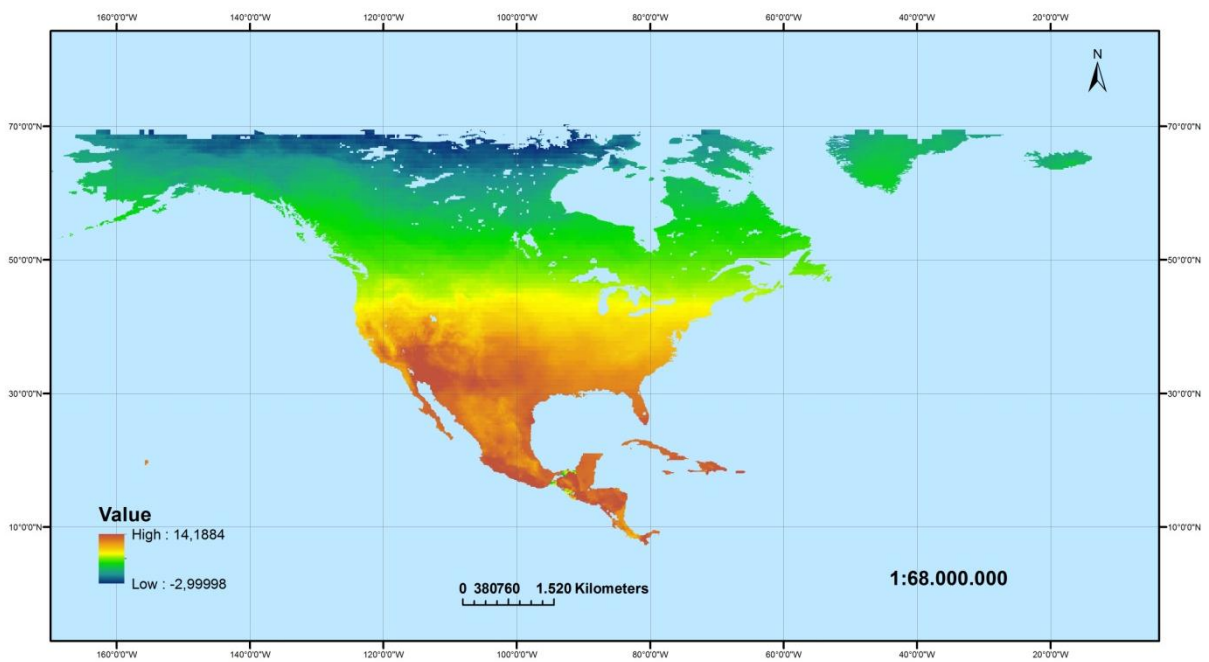 160°0'0"W 140°0'0"W 120°0'0"W 100°0'0"W 80°0'0"W 60°0'0"W 40°0'0"W 20°0'0"W
N
70°0'0"N 70°0'0"N
50°0'0"N 50°0'0"N
30°0'0"N 30°0'0"N
Value
High : 14,1884
10°0'0"N 10°0'0"N
Low : -2,99998
1:68.000.000
0 380760 1.520 Kilometers
160°0'0"W 140°0'0"W 120°0'0"W 100°0'0"W 80°0'0"W 60°0'0"W 40°0'0"W 20°0'0"W